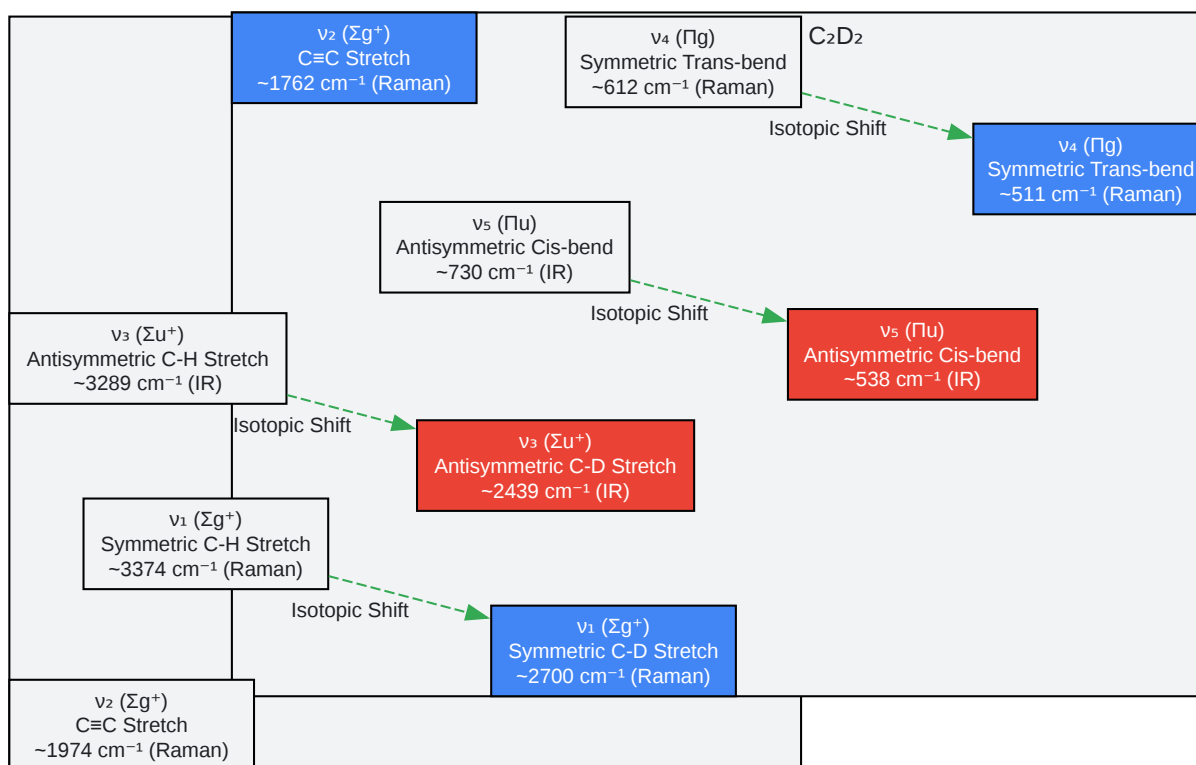 ν₂ (Σg⁺)
C≡C Stretch
~1762 cm⁻¹ (Raman)
ν₄ (Πg)
Symmetric Trans-bend
~612 cm⁻¹ (Raman)
C₂D₂
Isotopic Shift
ν₄ (Πg)
Symmetric Trans-bend
~511 cm⁻¹ (Raman)
ν₅ (Πu)
Antisymmetric Cis-bend
~730 cm⁻¹ (IR)
Isotopic Shift
ν₅ (Πu)
Antisymmetric Cis-bend
~538 cm⁻¹ (IR)
ν₃ (Σu⁺)
Antisymmetric C-H Stretch
~3289 cm⁻¹ (IR)
Isotopic Shift
ν₃ (Σu⁺)
Antisymmetric C-D Stretch
~2439 cm⁻¹ (IR)
ν₁ (Σg⁺)
Symmetric C-H Stretch
~3374 cm⁻¹ (Raman)
Isotopic Shift
ν₁ (Σg⁺)
Symmetric C-D Stretch
~2700 cm⁻¹ (Raman)
ν₂ (Σg⁺)
C≡C Stretch
~1974 cm⁻¹ (Raman)